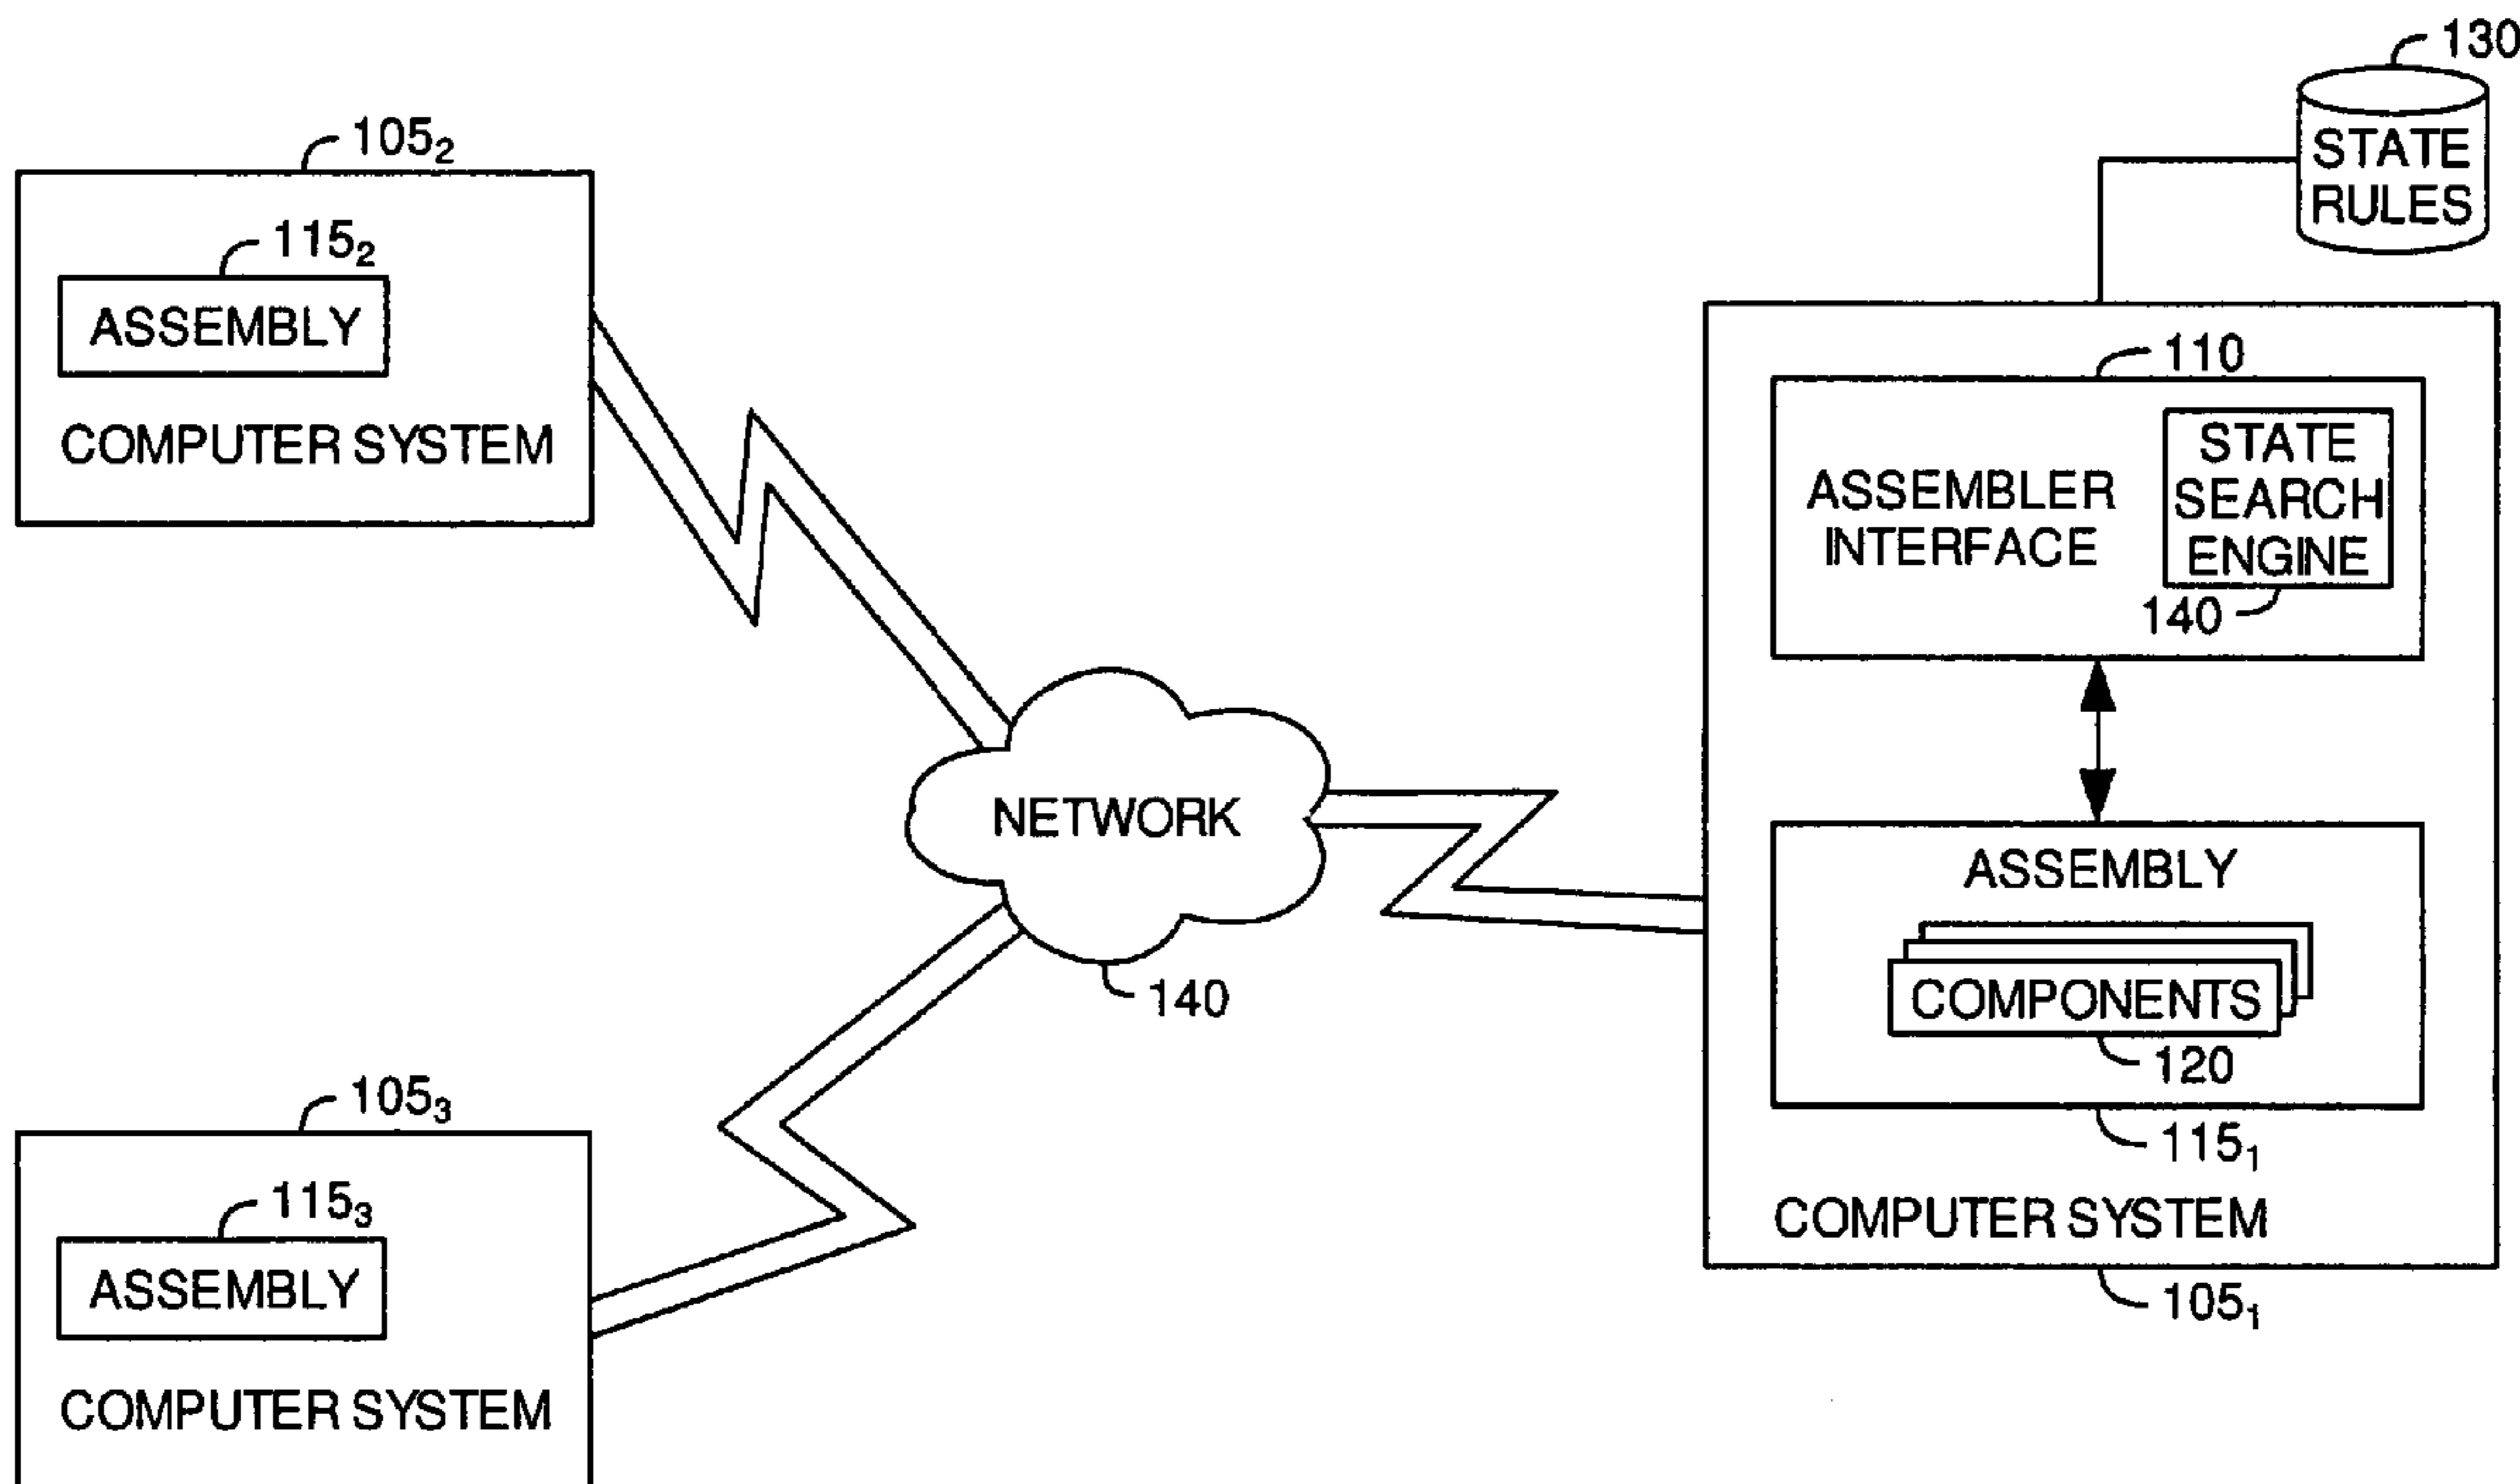 130
STATE
RULES
105₂
115₂
ASSEMBLY
COMPUTER SYSTEM
110
ASSEMBLER
INTERFACE
STATE
SEARCH
ENGINE
140
NETWORK
140
ASSEMBLY
COMPONENTS
120
115₁
COMPUTER SYSTEM
105₁
105₃
115₃
ASSEMBLY
COMPUTER SYSTEM